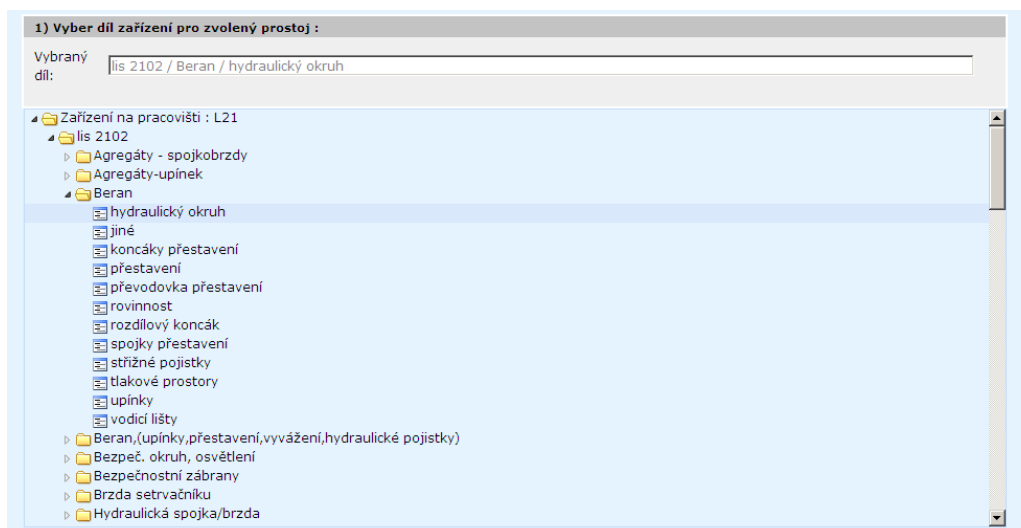 1) Vyber díl zařízení pro zvolený prostoj :
Vybraný díl:
lis 2102 / Beran / hydraulický okruh
Zařízení na pracovišti : L21
lis 2102
Agregáty - spojkobrzdy
Agregáty-upínek
Beran
hydraulický okruh
jiné
koncáky přestavení
přestavení
převodovka přestavení
rovinnost
rozdílový koncák
spojky přestavení
střižné pojistky
tlakové prostory
upínky
vodicí lišty
Beran,(upínky,přestavení,vyvážení,hydraulické pojistky)
Bezpeč. okruh, osvětlení
Bezpečnostní zábrany
Brzda setrvačníku
Hydraulická spojka/brzda